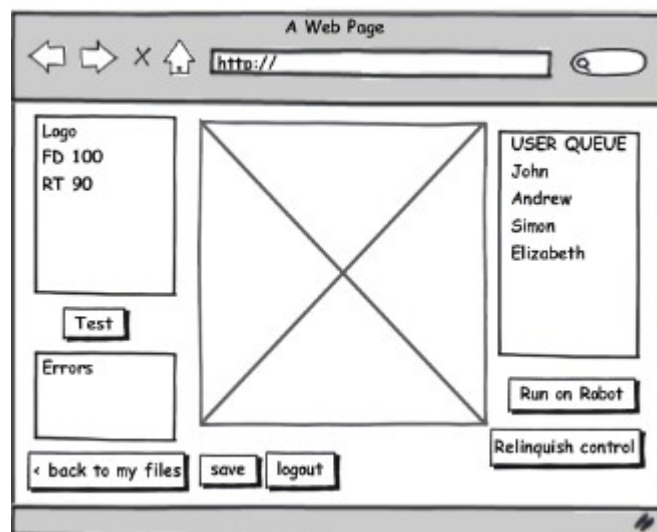 A Web Page
http://
Logo
FD 100
RT 90
Test
Errors
< back to my files
save
logout
USER QUEUE
John
Andrew
Simon
Elizabeth
Run on Robot
Relinquish control